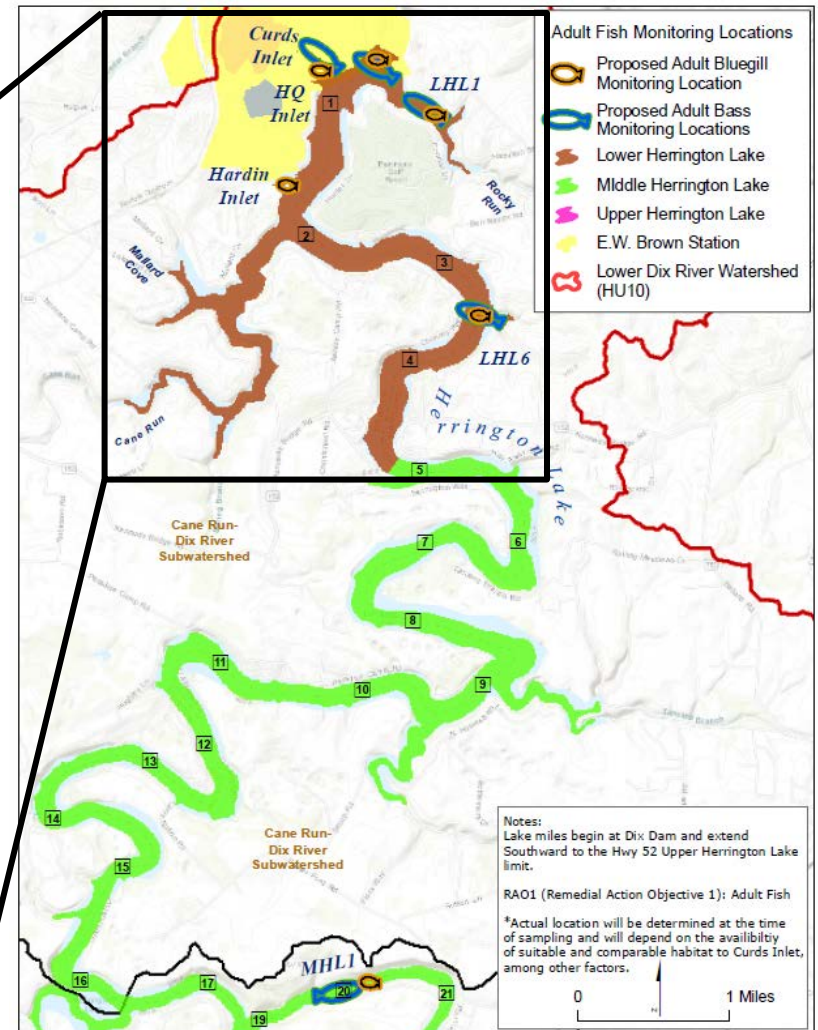 Curds
Inlet
HQ
Inlet
LHL1
Hardin
Inlet
Rocky
Run
Mallard
Cove
LHL6
Cane Run
Herrington Lake
1
2
3
4
5
6
7
8
9
10
11
12
13
14
15
16
17
19
20
21
Cane Run-
Dix River
Subwatershed
Cane Run-
Dix River
Subwatershed
MHL1
Adult Fish Monitoring Locations
Proposed Adult Bluegill
Monitoring Location
Proposed Adult Bass
Monitoring Locations
Lower Herrington Lake
MIddle Herrington Lake
Upper Herrington Lake
E.W. Brown Station
Lower Dix River Watershed
(HU10)
Notes:
Lake miles begin at Dix Dam and extend
Southward to the Hwy 52 Upper Herrington Lake
limit.
RAO1 (Remedial Action Objective 1): Adult Fish
*Actual location will be determined at the time
of sampling and will depend on the availibiltiy
of suitable and comparable habitat to Curds Inlet,
among other factors.
N
0 1 Miles